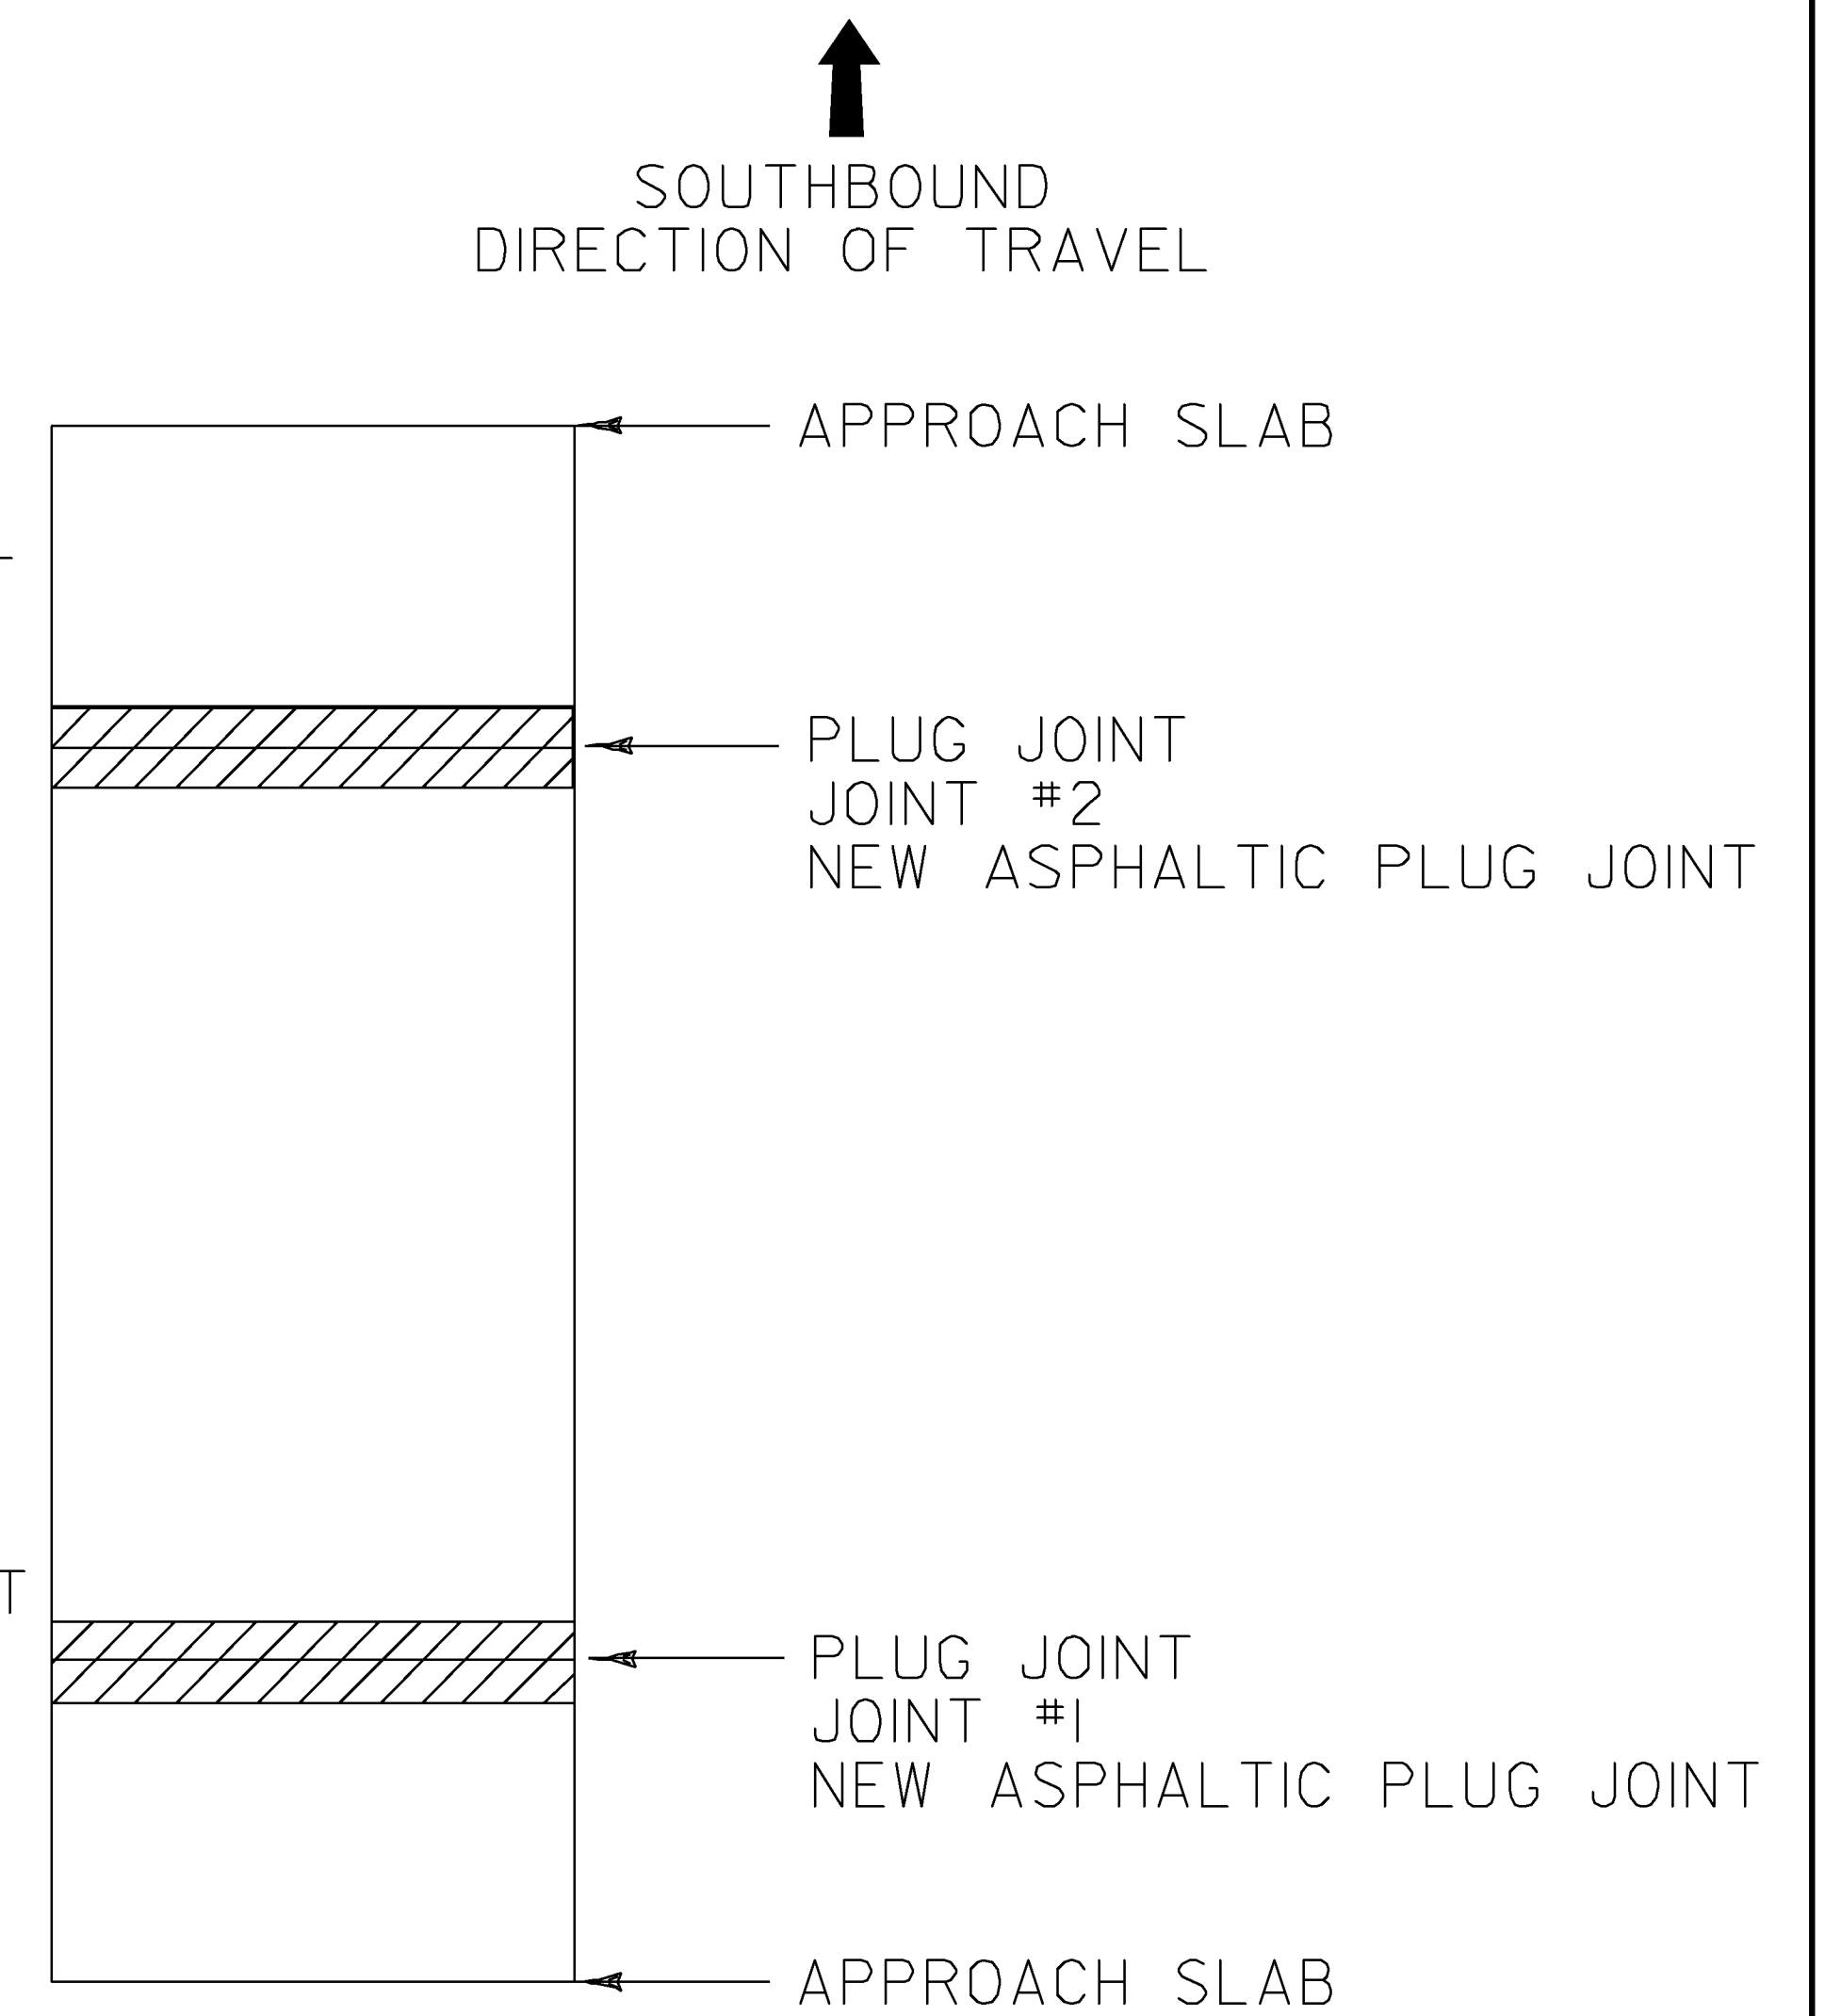 SOUTHBOUND
DIRECTION OF TRAVEL
APPROACH SLAB
PLUG JOINT
JOINT #2
NEW ASPHALTIC PLUG JOINT
T
PLUG JOINT
JOINT #1
NEW ASPHALTIC PLUG JOINT
APPROACH SLAB